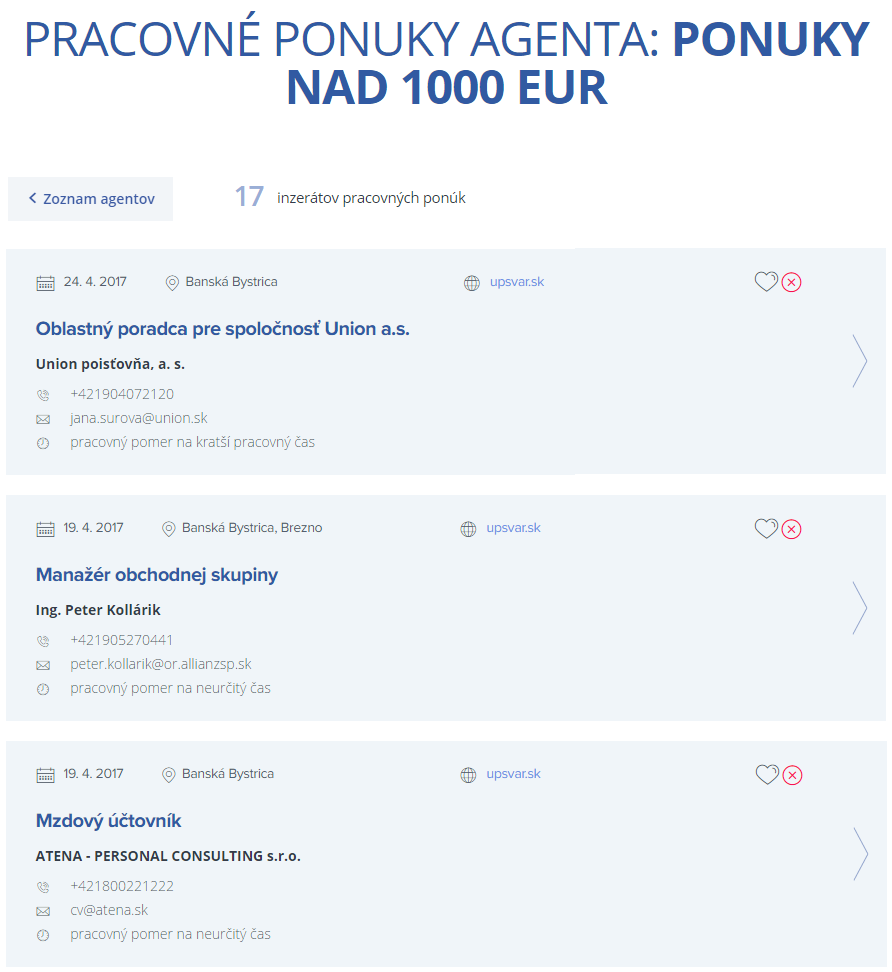 PRACOVNÉ PONUKY AGENTA: PONUKY
NAD 1000 EUR
Zoznam agentov
17 inzerátov pracovných ponúk
24. 4. 2017 Banská Bystrica upsvar.sk
Oblastný poradca pre spoločnosť Union a.s.
Union poisťovňa, a. s.
+421904072120
jana.surova@union.sk
pracovný pomer na kratší pracovný čas
19. 4. 2017 Banská Bystrica, Brezno upsvar.sk
Manažér obchodnej skupiny
Ing. Peter Kollárik
+421905270441
peter.kollarik@or.allianzsp.sk
pracovný pomer na neurčitý čas
19. 4. 2017 Banská Bystrica upsvar.sk
Mzdový účtovník
ATENA - PERSONAL CONSULTING s.r.o.
+421800221222
cv@atena.sk
pracovný pomer na neurčitý čas